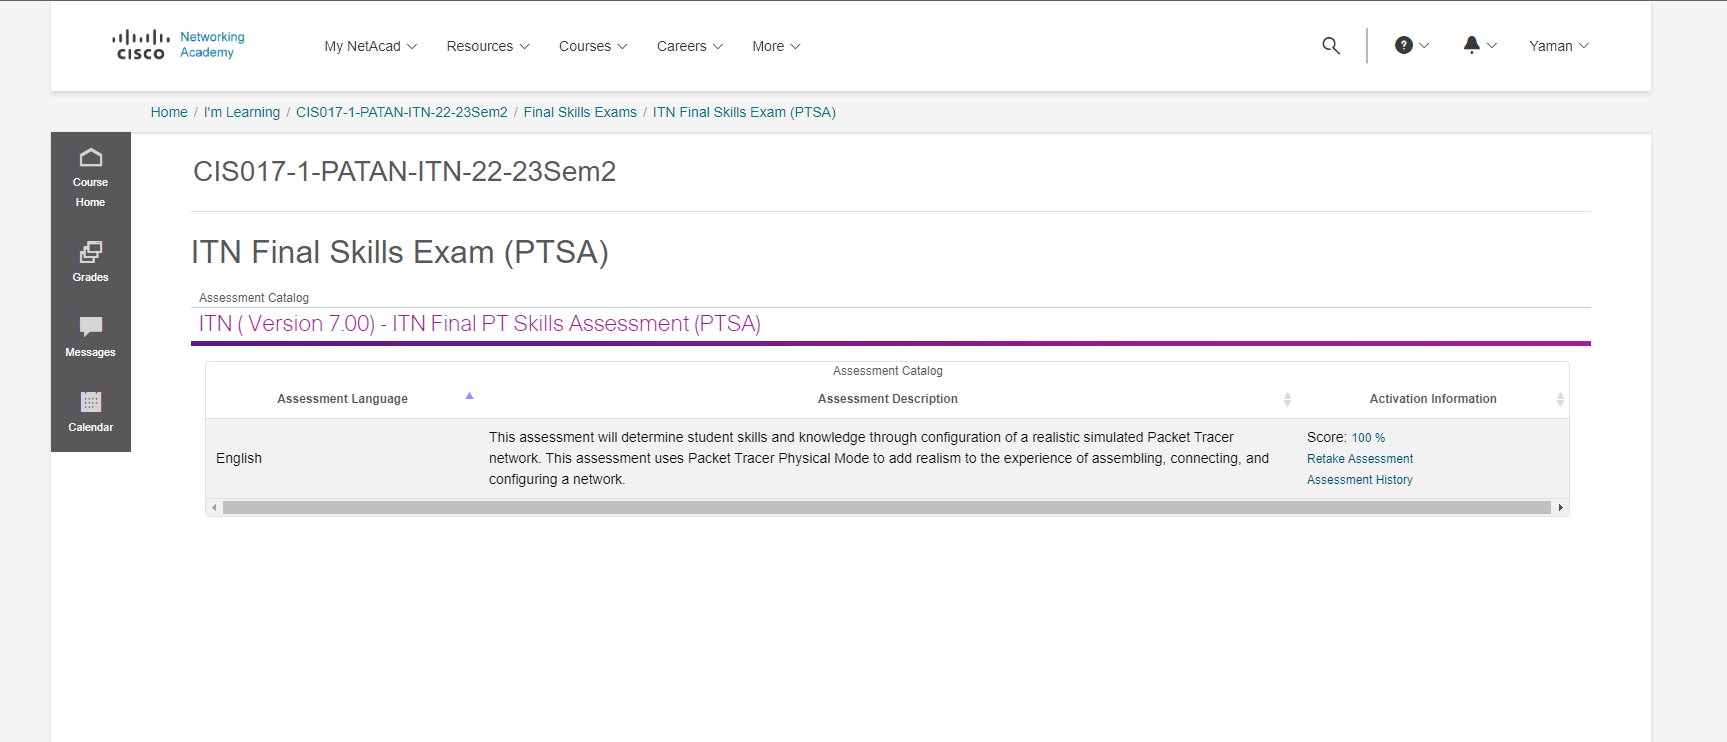 CISCO Networking Academy
My NetAcad Resources Courses Careers More ? Yaman
Home / I'm Learning / CIS017-1-PATAN-ITN-22-23Sem2 / Final Skills Exams / ITN Final Skills Exam (PTSA)
Course
Home
Grades
Messages
Calendar
CIS017-1-PATAN-ITN-22-23Sem2
ITN Final Skills Exam (PTSA)
Assessment Catalog
ITN ( Version 7.00) - ITN Final PT Skills Assessment (PTSA)
Assessment Catalog
Assessment Language Assessment Description Activation Information
English
This assessment will determine student skills and knowledge through configuration of a realistic simulated Packet Tracer
network. This assessment uses Packet Tracer Physical Mode to add realism to the experience of assembling, connecting, and
configuring a network.
Score: 100 %
Retake Assessment
Assessment History